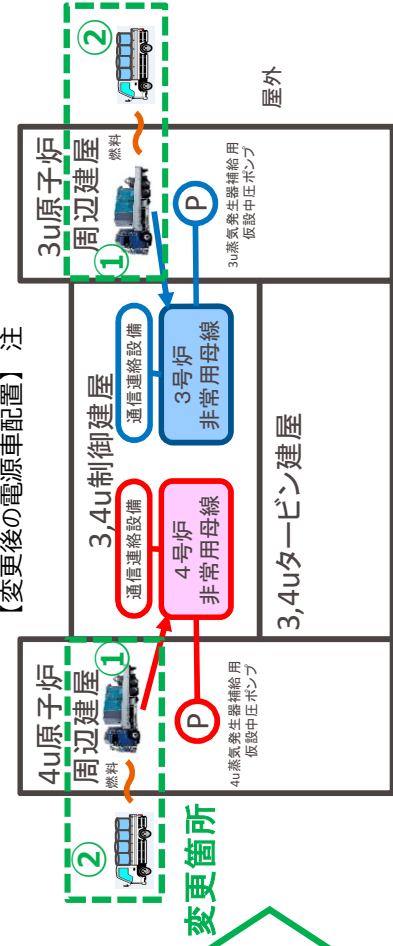 【変更後の電源車配置】 注
4u原子炉
周辺建屋
①
②
燃料
P
4u蒸気発生器補給用
仮設中圧ポンプ
変更箇所
3,4u制御建屋
通信連絡設備
4号炉
非常用母線
通信連絡設備
3号炉
非常用母線
3,4uタービン建屋
3u原子炉
周辺建屋
①
②
燃料
P
3u蒸気発生器補給用
仮設中圧ポンプ
屋外